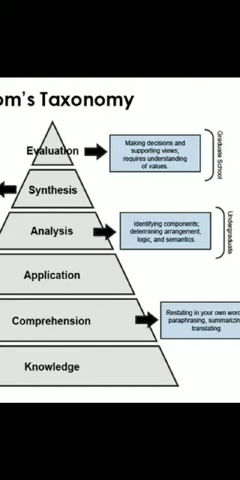 om's Taxonomy
Evaluation
Making decisions and
supporting views;
requires understanding
of values.
Graduate School
Synthesis
Analysis
Identifying components;
determining arrangement,
logic, and semantics.
Undergraduate
Application
Comprehension
Restating in your own word
paraphrasing, summarizin
translating.
Knowledge